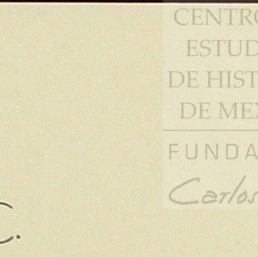 CENTRO
ESTUD
DE HIST
DE MEX
FUNDA
Carlos
C.